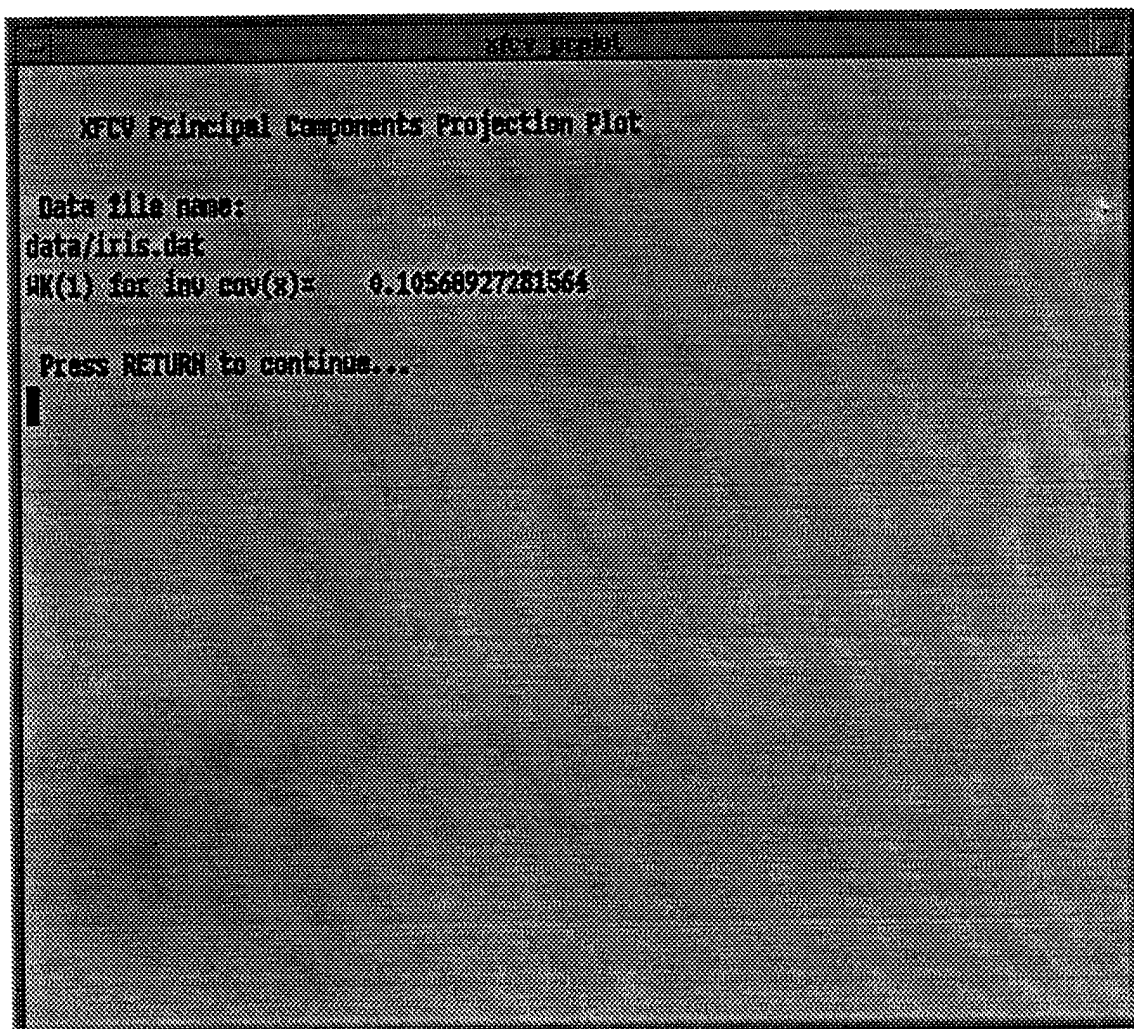 XFCV Principal Components Projection Plot
Data file name:
data/iris.dat
WK(1) for inv cov(x)= 0.10568927281564
Press RETURN to continue...